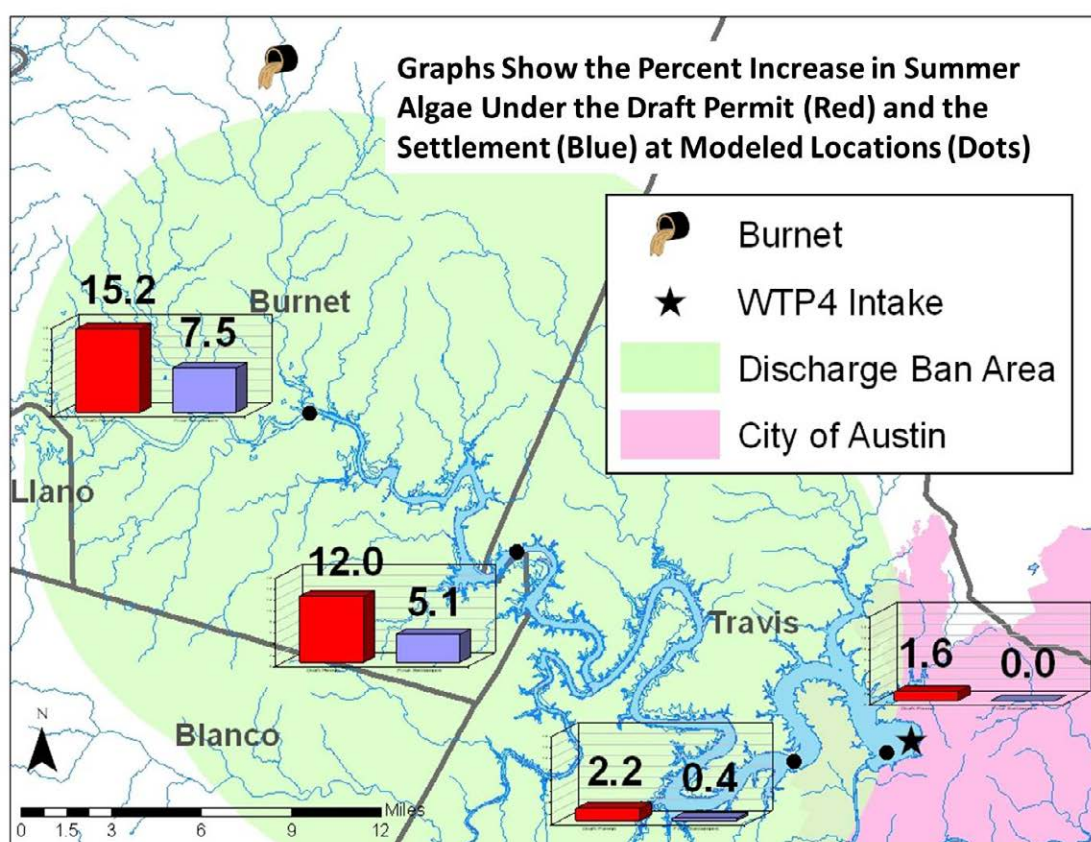 Graphs Show the Percent Increase in Summer
Algae Under the Draft Permit (Red) and the
Settlement (Blue) at Modeled Locations (Dots)
Burnet
WTP4 Intake
Discharge Ban Area
City of Austin
15.2
7.5
Burnet
Llano
12.0
5.1
Travis
1.6
0.0
Blanco
2.2
0.4
N
Miles
0 1.5 3 6 9 12